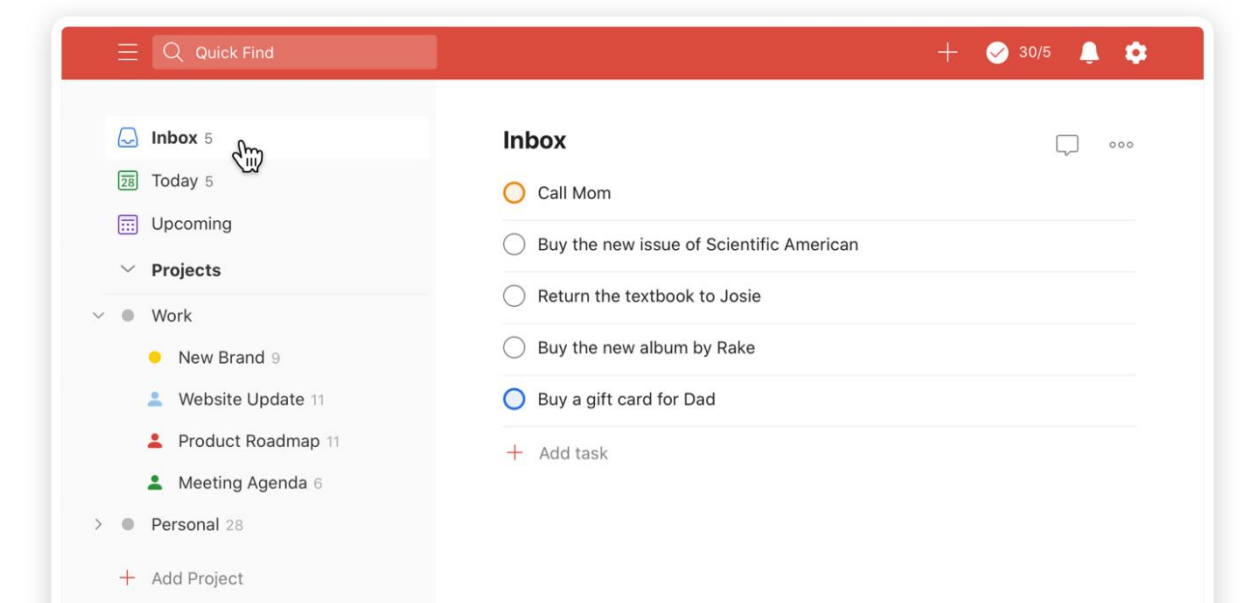 Quick Find
30/5
Inbox 5
28 Today 5
Upcoming
Projects
Work
New Brand 9
Website Update 11
Product Roadmap 11
Meeting Agenda 6
Personal 28
Add Project
Inbox
Call Mom
Buy the new issue of Scientific American
Return the textbook to Josie
Buy the new album by Rake
Buy a gift card for Dad
Add task